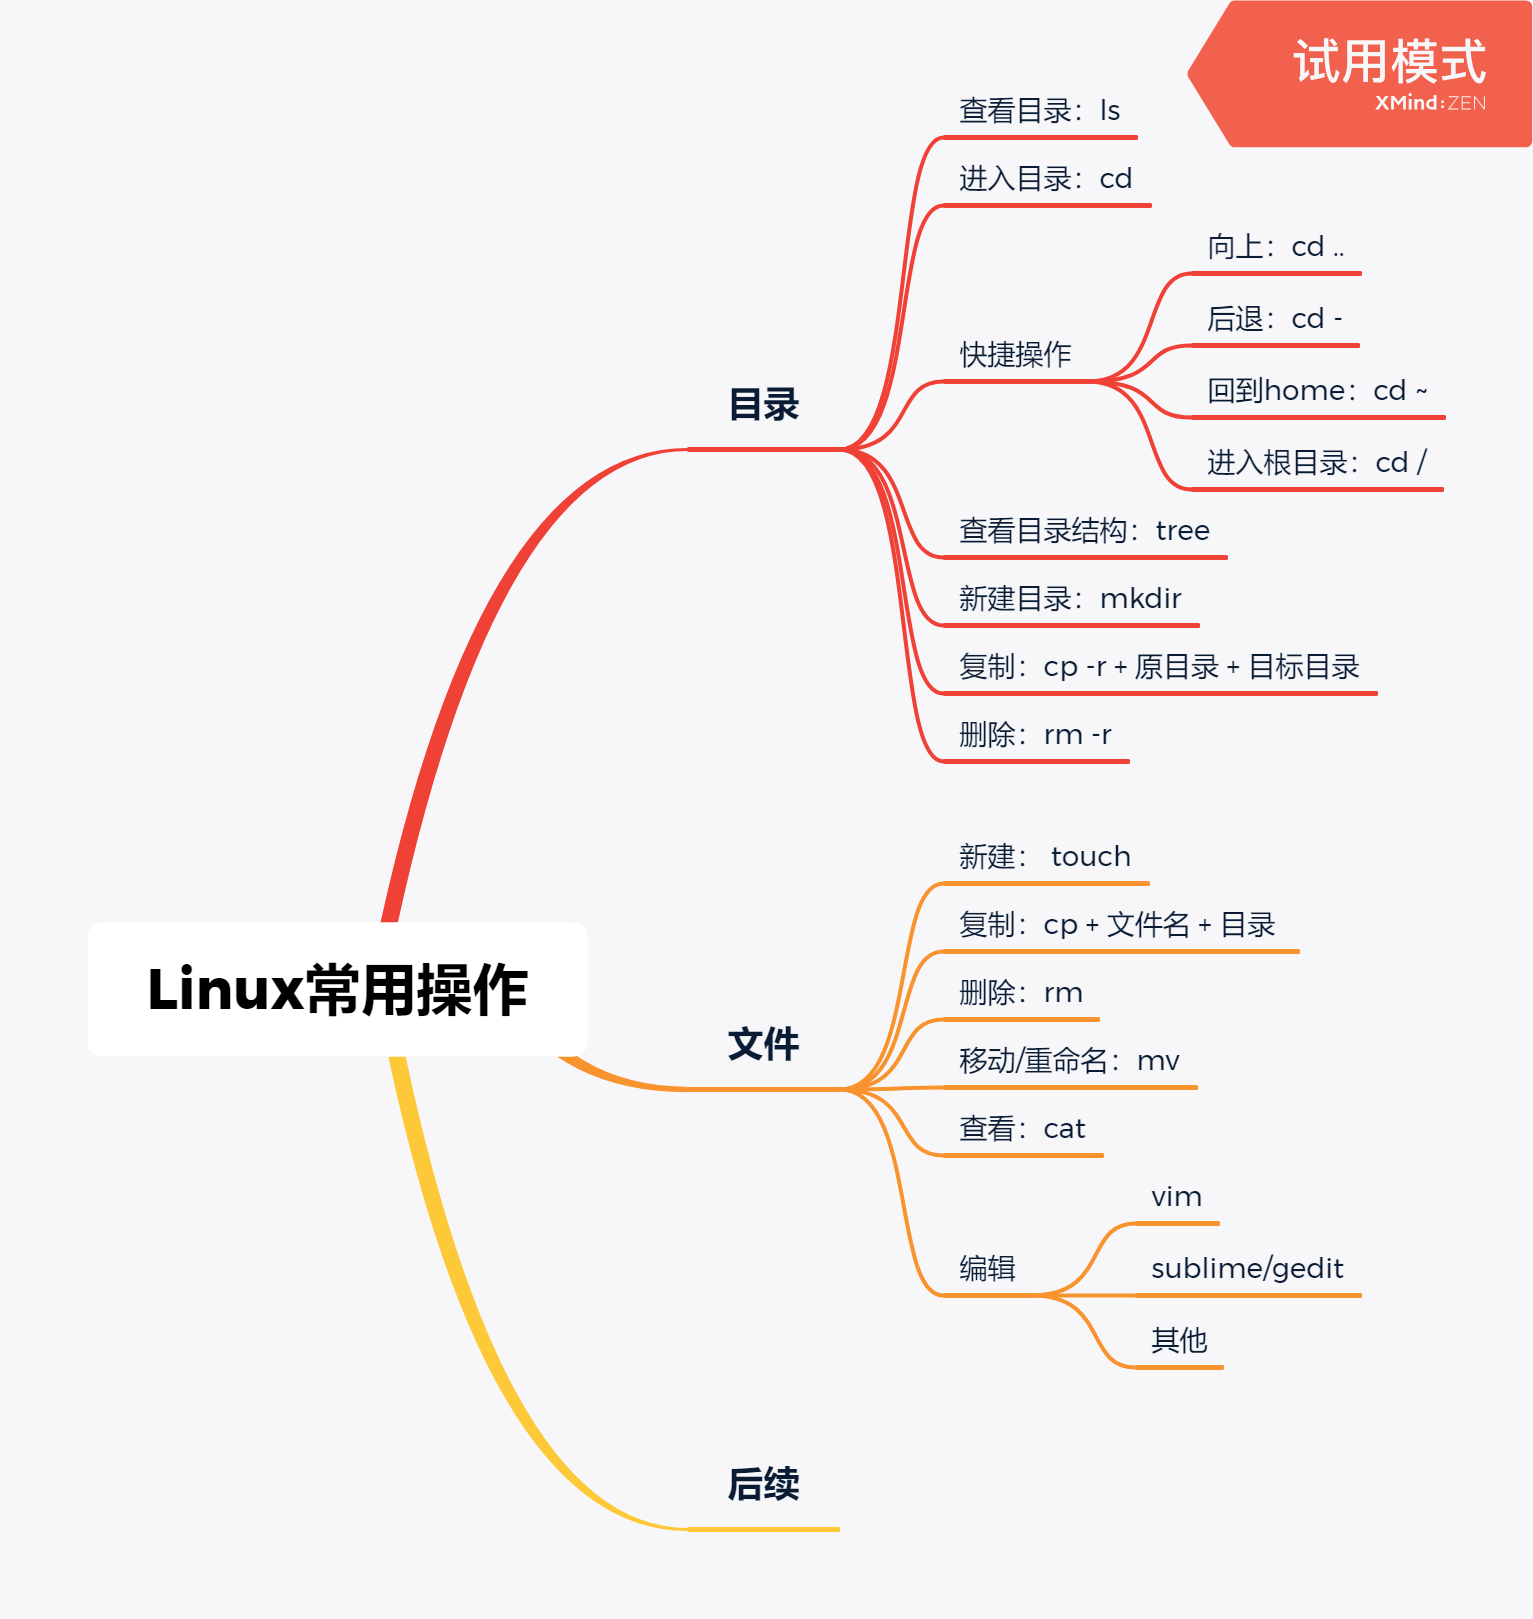 试用模式
XMind:ZEN
Linux常用操作
目录
查看目录：ls
进入目录：cd
快捷操作
向上：cd ..
后退：cd -
回到home：cd ~
进入根目录：cd /
查看目录结构：tree
新建目录：mkdir
复制：cp -r + 原目录 + 目标目录
删除：rm -r
文件
新建： touch
复制：cp + 文件名 + 目录
删除：rm
移动/重命名：mv
查看：cat
编辑
vim
sublime/gedit
其他
后续